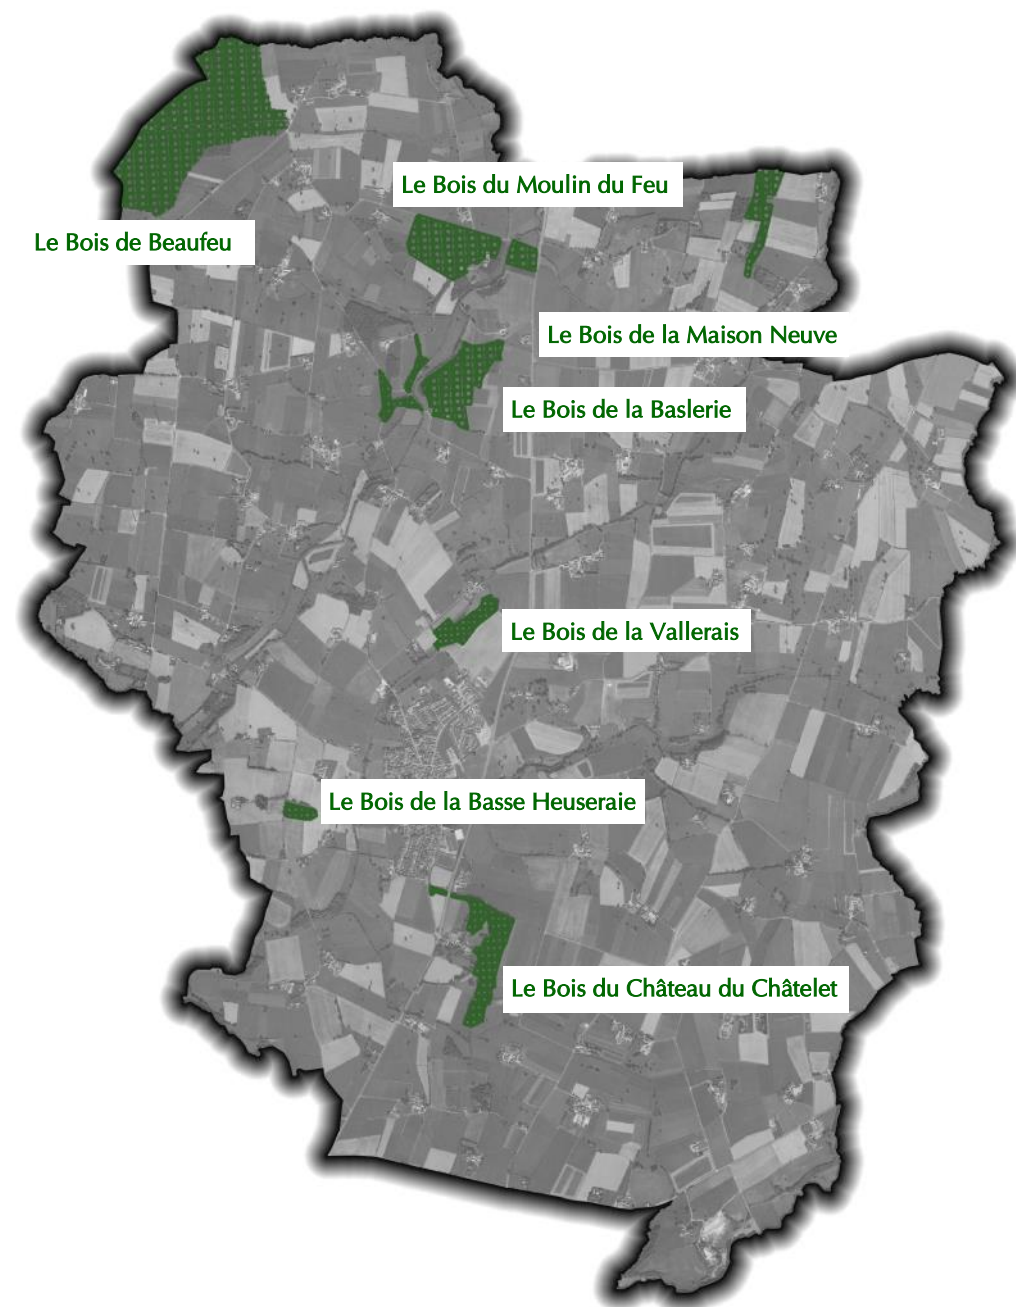 Le Bois du Moulin du Feu
Le Bois de Beaufeu
Le Bois de la Maison Neuve
Le Bois de la Baslerie
Le Bois de la Vallerais
Le Bois de la Basse Heuseraie
Le Bois du Château du Châtelet